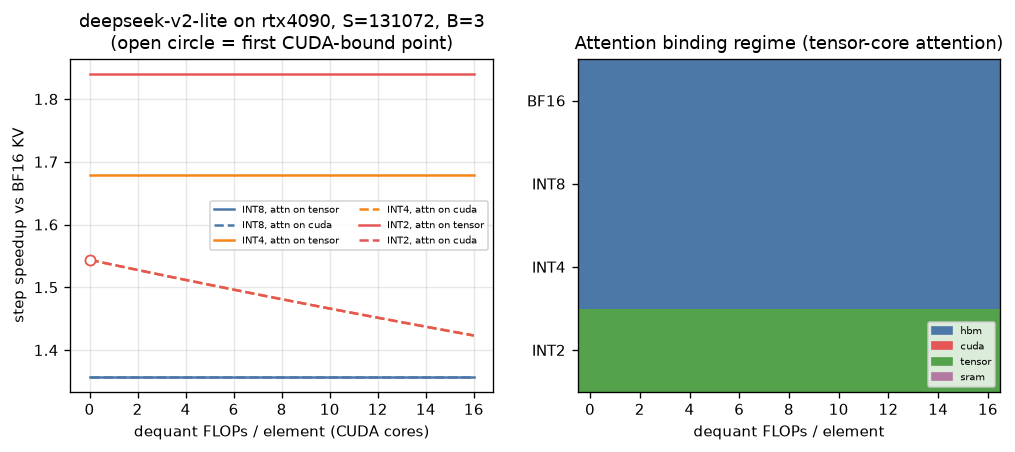 deepseek-v2-lite on rtx4090, S=131072, B=3
(open circle = first CUDA-bound point)
step speedup vs BF16 KV
1.8
1.7
1.6
1.5
1.4
INT8, attn on tensor
INT8, attn on cuda
INT4, attn on tensor
INT4, attn on cuda
INT2, attn on tensor
INT2, attn on cuda
0 2 4 6 8 10 12 14 16
dequant FLOPs / element (CUDA cores)
Attention binding regime (tensor-core attention)
BF16
INT8
INT4
INT2
hbm
cuda
tensor
sram
0 2 4 6 8 10 12 14 16
dequant FLOPs / element